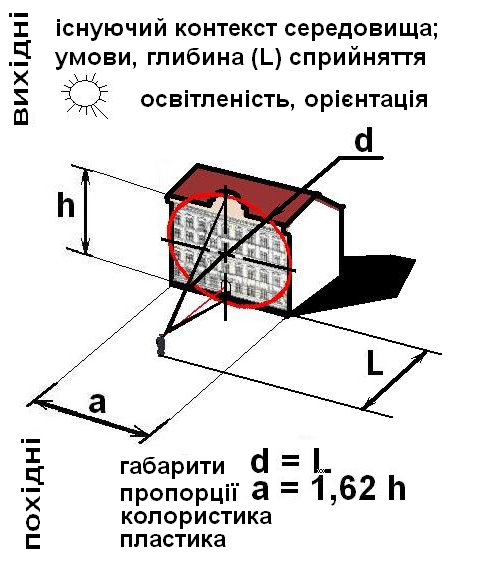 вихідні
існуючий контекст середовища;
умови, глибина (L) сприйняття
освітленість, орієнтація
d
h
L
a
похідні
габарити d = L
пропорції a = 1,62 h
колористика
пластика